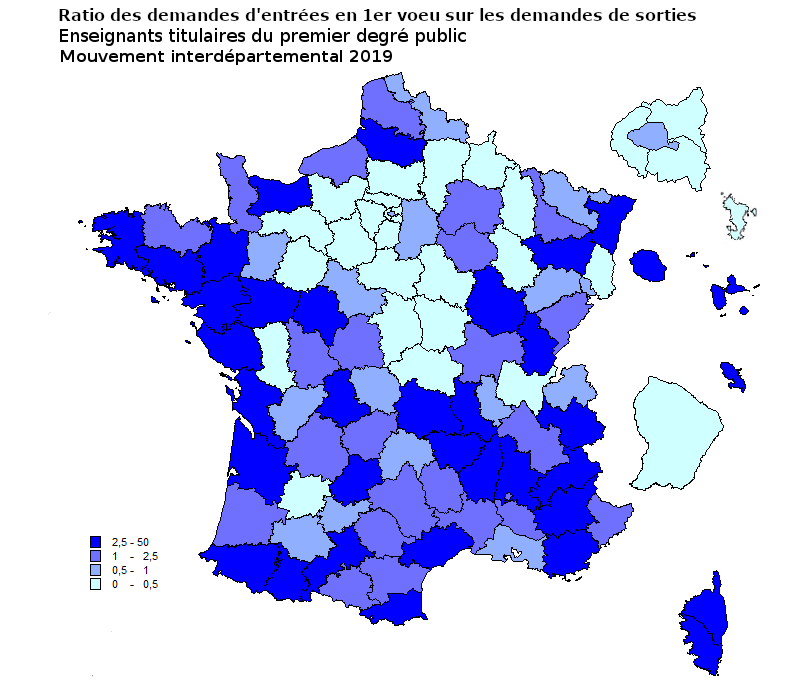 Ratio des demandes d'entrées en 1er voeu sur les demandes de sorties
Enseignants titulaires du premier degré public
Mouvement interdépartemental 2019
2,5 - 50
1 - 2,5
0,5 - 1
0 - 0,5